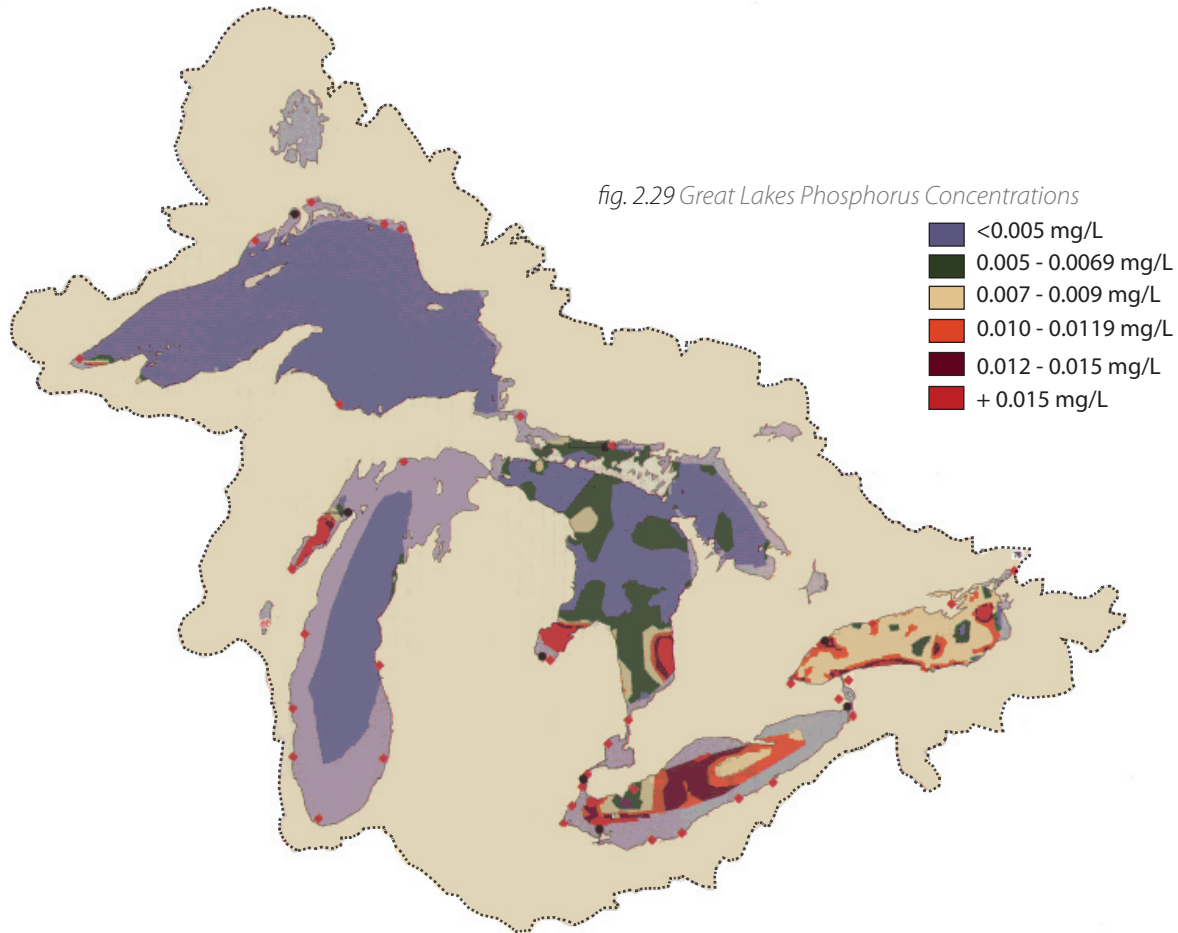 fig. 2.29 Great Lakes Phosphorus Concentrations
<0.005 mg/L
0.005 - 0.0069 mg/L
0.007 - 0.009 mg/L
0.010 - 0.0119 mg/L
0.012 - 0.015 mg/L
+ 0.015 mg/L